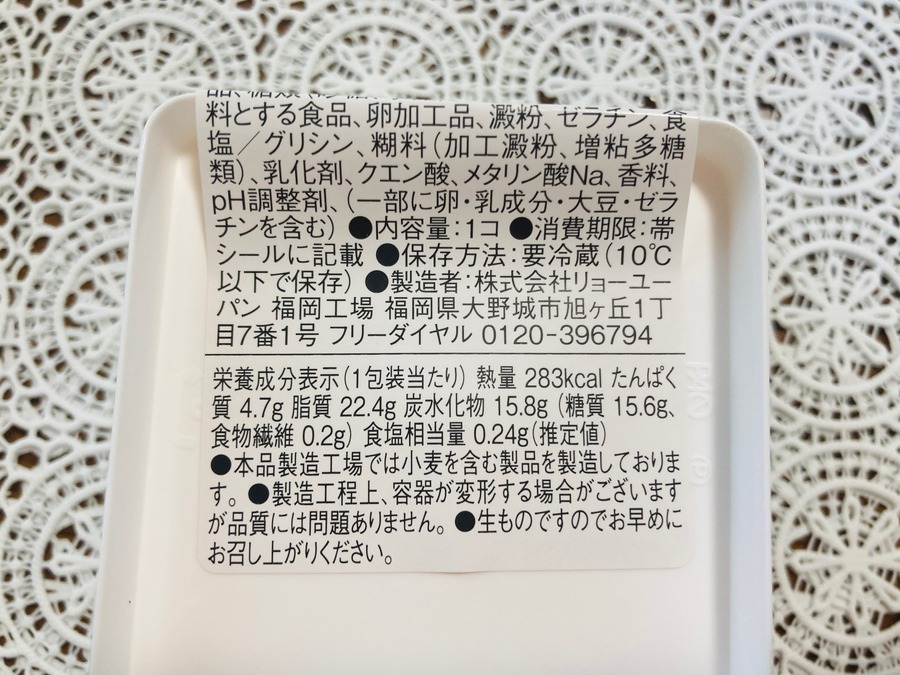 料とする食品、卵加工品、澱粉、ゼラチン、食
塩／グリシン、糊料（加工澱粉、増粘多糖
類）、乳化剤、クエン酸、メタリン酸Na、香料、
pH調整剤、（一部に卵・乳成分・大豆・ゼラ
チンを含む）●内容量：1コ ●消費期限：帯
シールに記載 ●保存方法：要冷蔵（10℃
以下で保存）●製造者：株式会社リョーユー
パン 福岡工場 福岡県大野城市旭ヶ丘1丁
目7番1号 フリーダイヤル 0120-396794
栄養成分表示（1包装当たり） 熱量 283kcal たんぱく
質 4.7g 脂質 22.4g 炭水化物 15.8g（糖質 15.6g、
食物繊維 0.2g） 食塩相当量 0.24g（推定値）
●本品製造工場では小麦を含む製品を製造しておりま
す。●製造工程上、容器が変形する場合がございます
が品質には問題ありません。●生ものですのでお早めに
お召し上がりください。